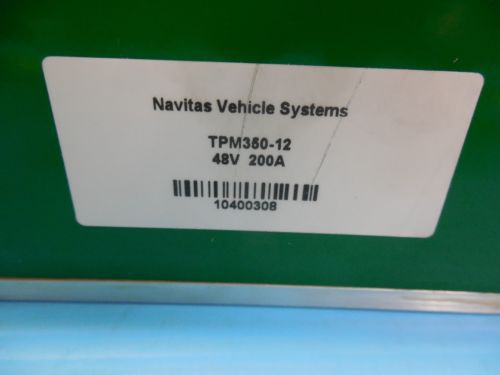 Navitas Vehicle Systems
TPM350-12
48V 200A
10400308